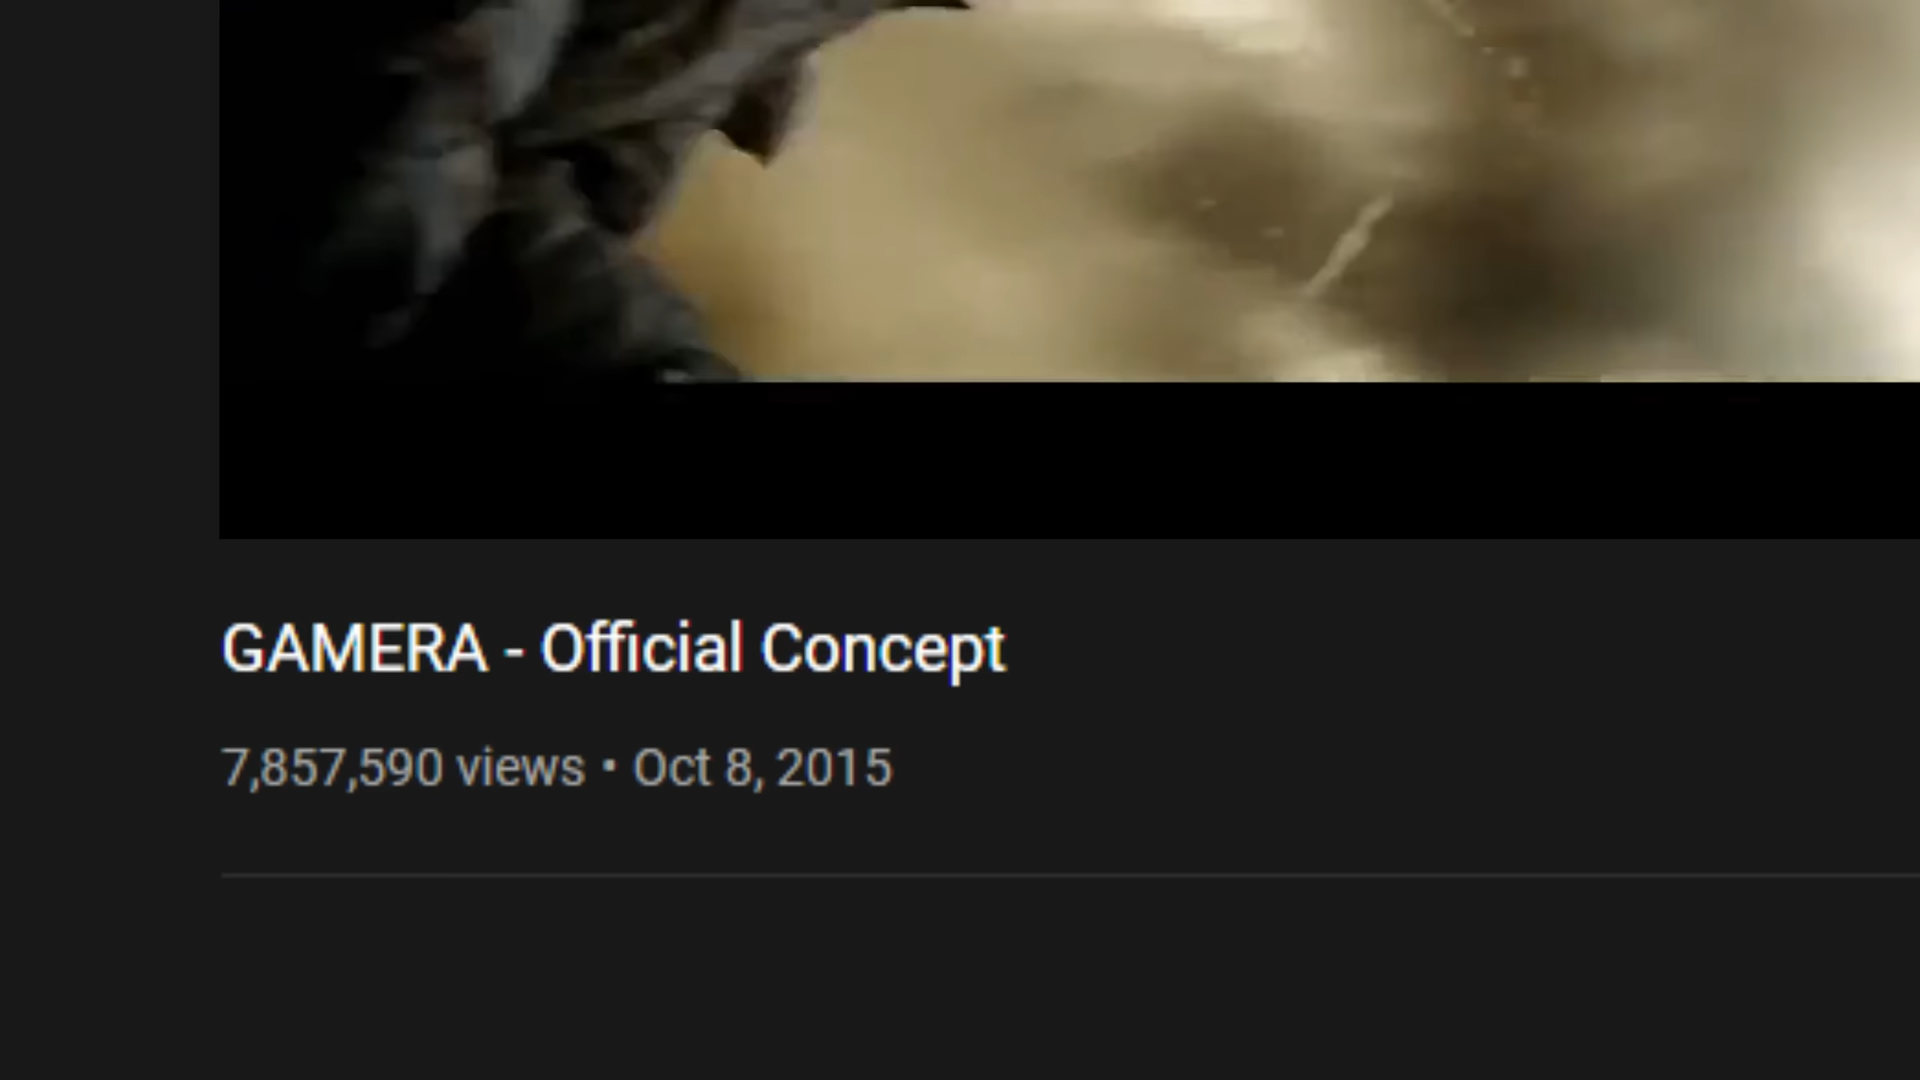 GAMERA - Official Concept
7,857,590 views • Oct 8, 2015